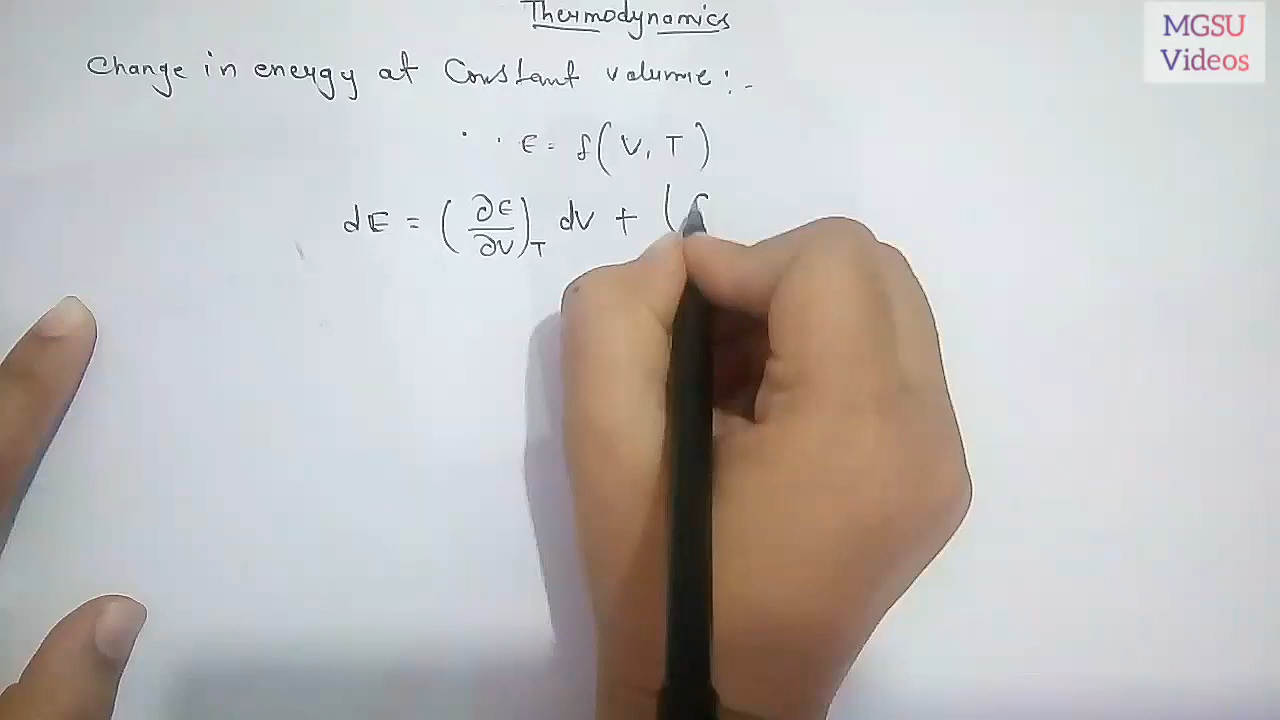 Thermodynamics
MGSU
Videos
Change in energy at Constant volume :-
∵ E = f(V, T)
dE = (∂E/∂V)_T dV + (